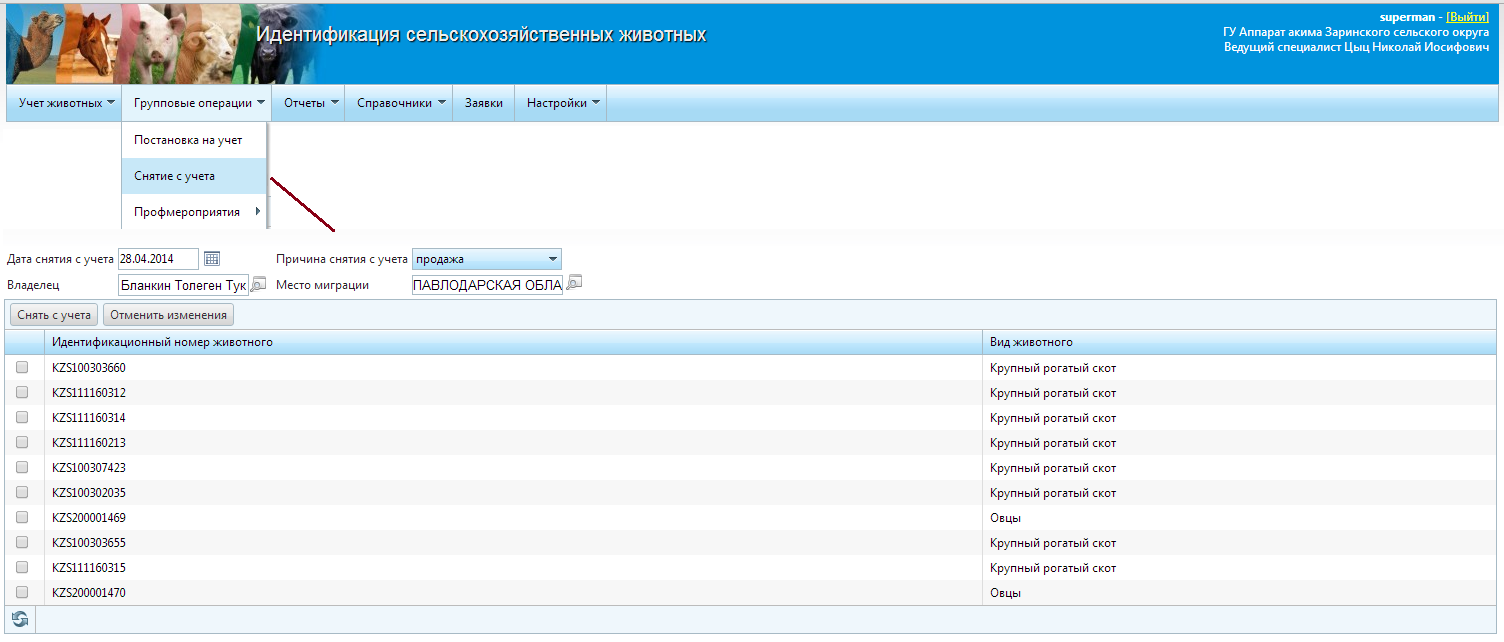 superman - [Выйти]
Идентификация сельскохозяйственных животных
ГУ Аппарат акима Заринского сельского округа
Ведущий специалист Цыц Николай Иосифович
Учет животных Групповые операции Отчеты Справочники Заявки Настройки
Постановка на учет
Снятие с учета
Профмероприятия
Дата снятия с учета 28.04.2014 Причина снятия с учета продажа
Владелец Бланкин Толеген Тук Место миграции ПАВЛОДАРСКАЯ ОБЛА
Снять с учета Отменить изменения
Идентификационный номер животного Вид животного
KZS100303660 Крупный рогатый скот
KZS111160312 Крупный рогатый скот
KZS111160314 Крупный рогатый скот
KZS111160213 Крупный рогатый скот
KZS100307423 Крупный рогатый скот
KZS100302035 Крупный рогатый скот
KZS200001469 Овцы
KZS100303655 Крупный рогатый скот
KZS111160315 Крупный рогатый скот
KZS200001470 Овцы